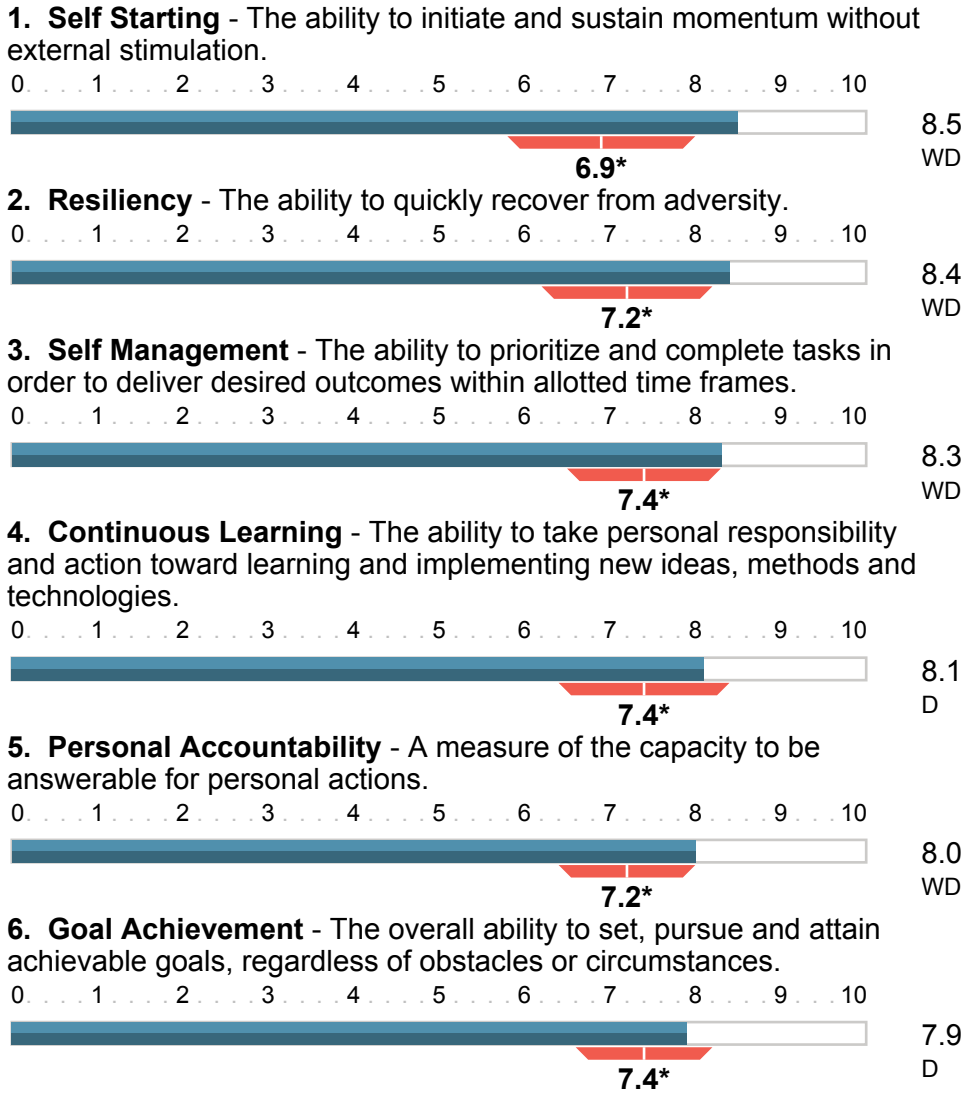 1. Self Starting - The ability to initiate and sustain momentum without
external stimulation.
0. . . . 1 . . . . 2 . . . . 3 . . . . 4 . . . . 5 . . . . 6 . . . . 7 . . . . 8 . . . . 9 . . . 10
8.5
WD
6.9*
2. Resiliency - The ability to quickly recover from adversity.
0. . . . 1 . . . . 2 . . . . 3 . . . . 4 . . . . 5 . . . . 6 . . . . 7 . . . . 8 . . . . 9 . . . 10
8.4
WD
7.2*
3. Self Management - The ability to prioritize and complete tasks in
order to deliver desired outcomes within allotted time frames.
0. . . . 1 . . . . 2 . . . . 3 . . . . 4 . . . . 5 . . . . 6 . . . . 7 . . . . 8 . . . . 9 . . . 10
8.3
WD
7.4*
4. Continuous Learning - The ability to take personal responsibility
and action toward learning and implementing new ideas, methods and
technologies.
0. . . . 1 . . . . 2 . . . . 3 . . . . 4 . . . . 5 . . . . 6 . . . . 7 . . . . 8 . . . . 9 . . . 10
8.1
D
7.4*
5. Personal Accountability - A measure of the capacity to be
answerable for personal actions.
0. . . . 1 . . . . 2 . . . . 3 . . . . 4 . . . . 5 . . . . 6 . . . . 7 . . . . 8 . . . . 9 . . . 10
8.0
WD
7.2*
6. Goal Achievement - The overall ability to set, pursue and attain
achievable goals, regardless of obstacles or circumstances.
0. . . . 1 . . . . 2 . . . . 3 . . . . 4 . . . . 5 . . . . 6 . . . . 7 . . . . 8 . . . . 9 . . . 10
7.9
D
7.4*